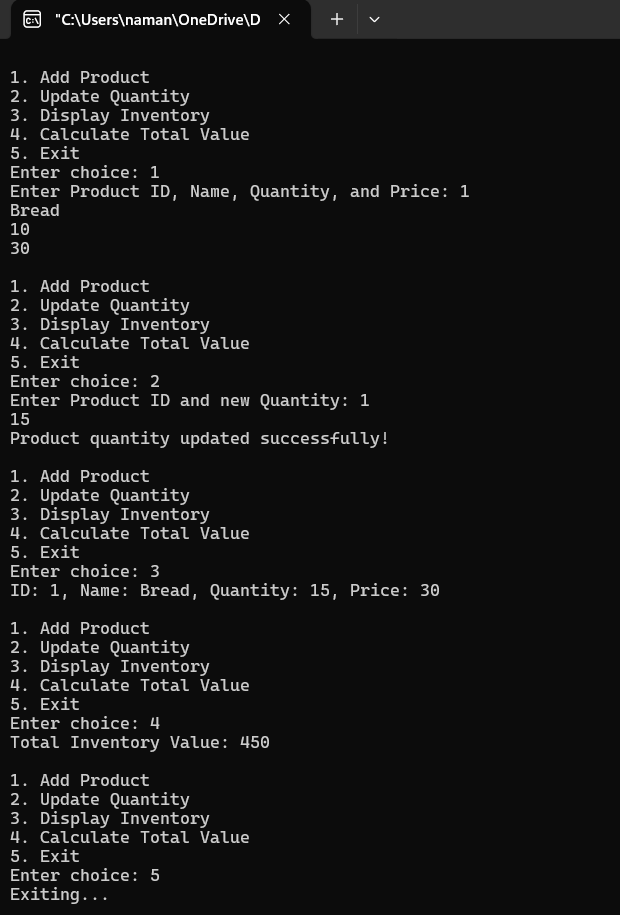 "C:\Users\naman\OneDrive\D
1. Add Product
2. Update Quantity
3. Display Inventory
4. Calculate Total Value
5. Exit
Enter choice: 1
Enter Product ID, Name, Quantity, and Price: 1
Bread
10
30
1. Add Product
2. Update Quantity
3. Display Inventory
4. Calculate Total Value
5. Exit
Enter choice: 2
Enter Product ID and new Quantity: 1
15
Product quantity updated successfully!
1. Add Product
2. Update Quantity
3. Display Inventory
4. Calculate Total Value
5. Exit
Enter choice: 3
ID: 1, Name: Bread, Quantity: 15, Price: 30
1. Add Product
2. Update Quantity
3. Display Inventory
4. Calculate Total Value
5. Exit
Enter choice: 4
Total Inventory Value: 450
1. Add Product
2. Update Quantity
3. Display Inventory
4. Calculate Total Value
5. Exit
Enter choice: 5
Exiting...